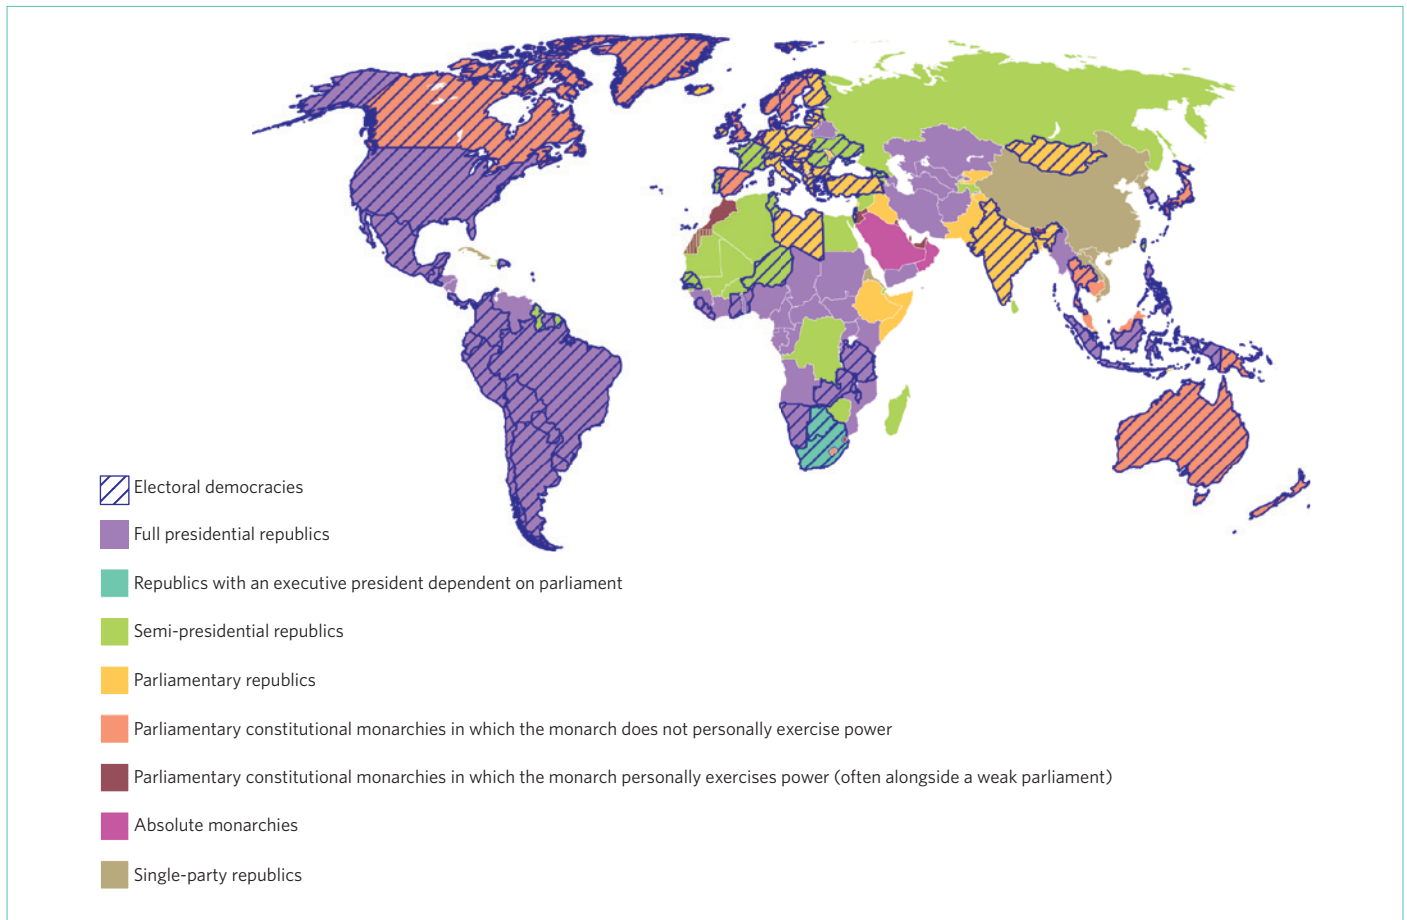 Electoral democracies
Full presidential republics
Republics with an executive president dependent on parliament
Semi-presidential republics
Parliamentary republics
Parliamentary constitutional monarchies in which the monarch does not personally exercise power
Parliamentary constitutional monarchies in which the monarch personally exercises power (often alongside a weak parliament)
Absolute monarchies
Single-party republics